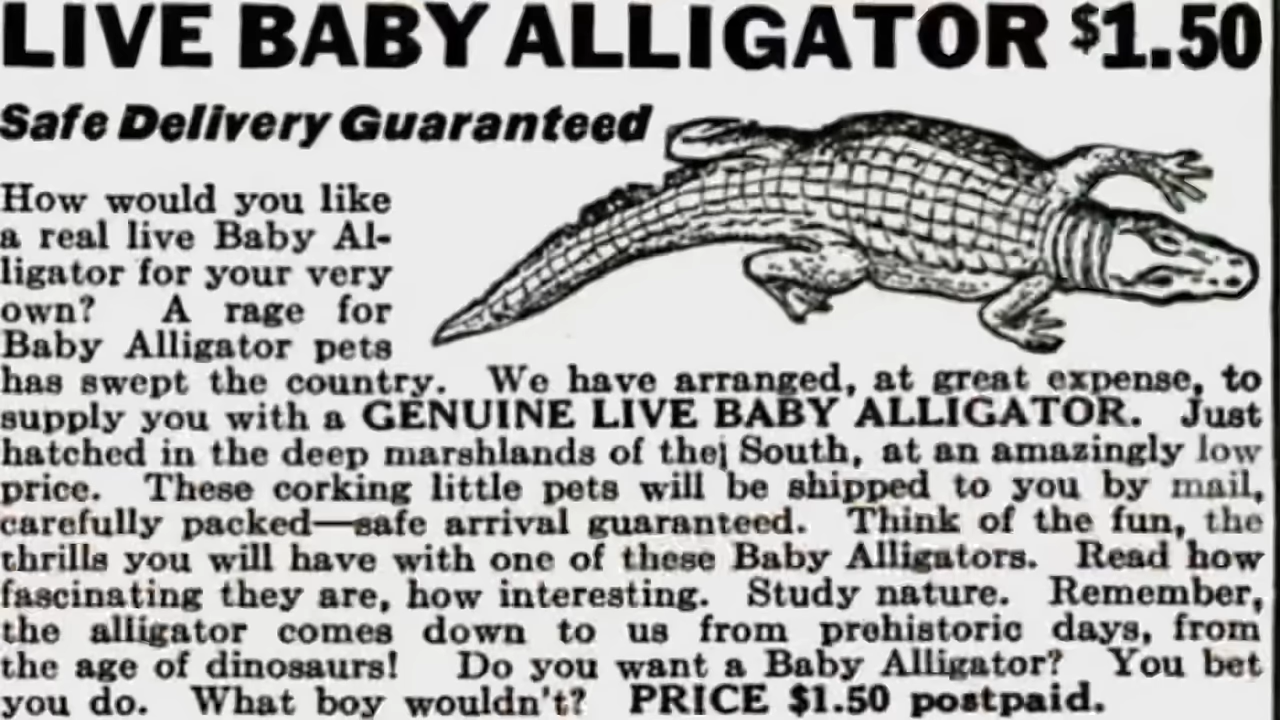 LIVE BABY ALLIGATOR $1.50
Safe Delivery Guaranteed
How would you like
a real live Baby Al-
ligator for your very
own? A rage for
Baby Alligator pets
has swept the country. We have arranged, at great expense, to
supply you with a GENUINE LIVE BABY ALLIGATOR. Just
hatched in the deep marshlands of the South, at an amazingly low
price. These corking little pets will be shipped to you by mail,
carefully packed—safe arrival guaranteed. Think of the fun, the
thrills you will have with one of these Baby Alligators. Read how
fascinating they are, how interesting. Study nature. Remember,
the alligator comes down to us from prehistoric days, from
the age of dinosaurs! Do you want a Baby Alligator? You bet
you do. What boy wouldn't? PRICE $1.50 postpaid.